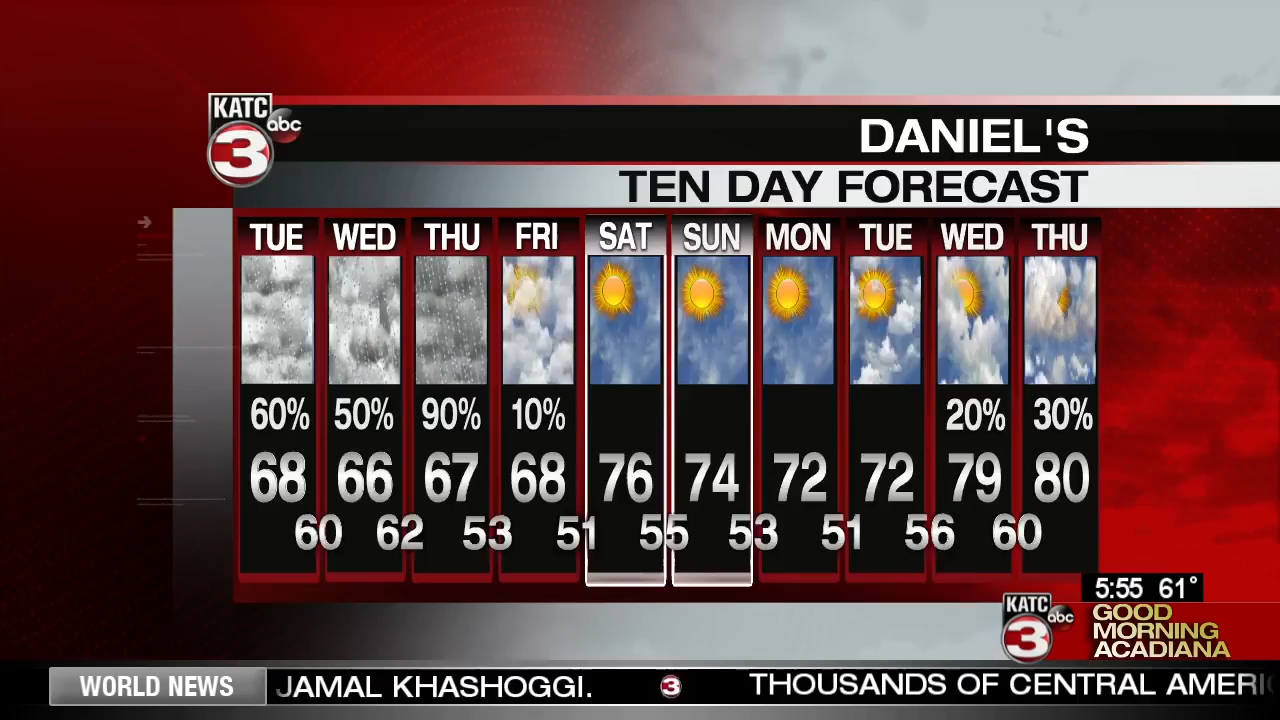 KATC
abc
3
DANIEL'S
TEN DAY FORECAST
TUE WED THU FRI SAT SUN MON TUE WED THU
60% 50% 90% 10% 20% 30%
68 66 67 68 76 74 72 72 79 80
60 62 53 51 55 53 51 56 60
5:55 61°
KATC
abc
3
GOOD
MORNING
ACADIANA
WORLD NEWS JAMAL KHASHOGGI. 3 THOUSANDS OF CENTRAL AMERI